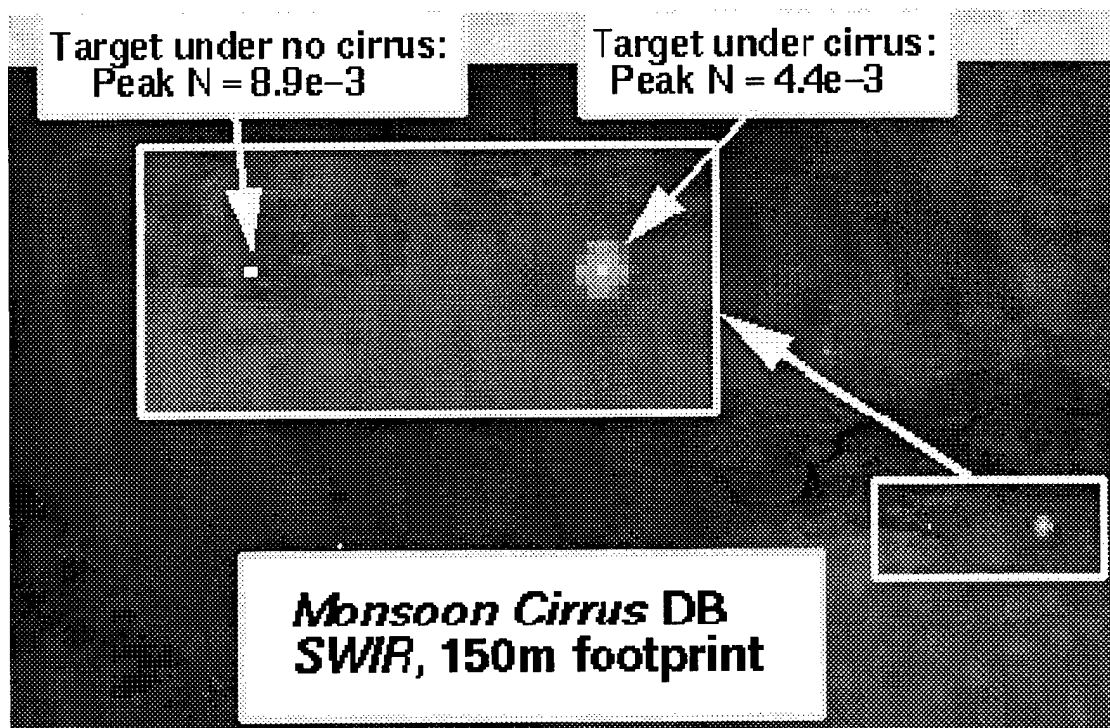 Target under no cirrus:
Peak N = 8.9e–3
Target under cirrus:
Peak N = 4.4e–3
Monsoon Cirrus DB
SWIR, 150m footprint